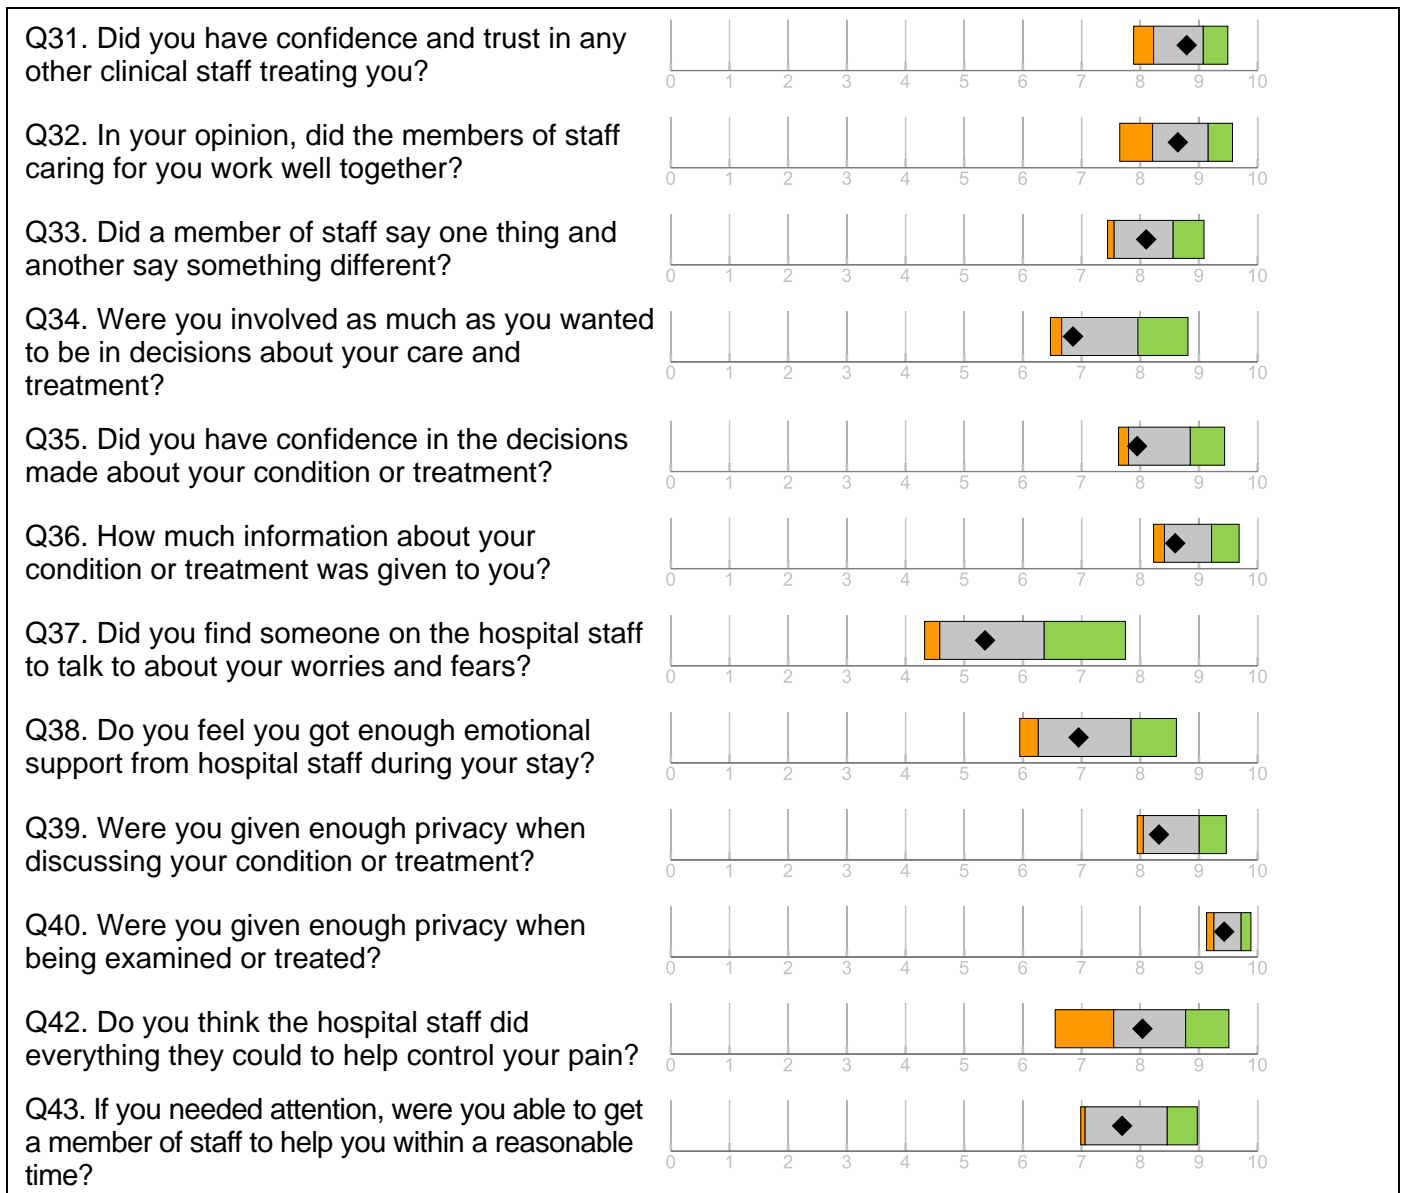 Q31. Did you have confidence and trust in any
other clinical staff treating you?
0 1 2 3 4 5 6 7 8 9 10
Q32. In your opinion, did the members of staff
caring for you work well together?
0 1 2 3 4 5 6 7 8 9 10
Q33. Did a member of staff say one thing and
another say something different?
0 1 2 3 4 5 6 7 8 9 10
Q34. Were you involved as much as you wanted
to be in decisions about your care and
treatment?
0 1 2 3 4 5 6 7 8 9 10
Q35. Did you have confidence in the decisions
made about your condition or treatment?
0 1 2 3 4 5 6 7 8 9 10
Q36. How much information about your
condition or treatment was given to you?
0 1 2 3 4 5 6 7 8 9 10
Q37. Did you find someone on the hospital staff
to talk to about your worries and fears?
0 1 2 3 4 5 6 7 8 9 10
Q38. Do you feel you got enough emotional
support from hospital staff during your stay?
0 1 2 3 4 5 6 7 8 9 10
Q39. Were you given enough privacy when
discussing your condition or treatment?
0 1 2 3 4 5 6 7 8 9 10
Q40. Were you given enough privacy when
being examined or treated?
0 1 2 3 4 5 6 7 8 9 10
Q42. Do you think the hospital staff did
everything they could to help control your pain?
0 1 2 3 4 5 6 7 8 9 10
Q43. If you needed attention, were you able to get
a member of staff to help you within a reasonable
time?
0 1 2 3 4 5 6 7 8 9 10